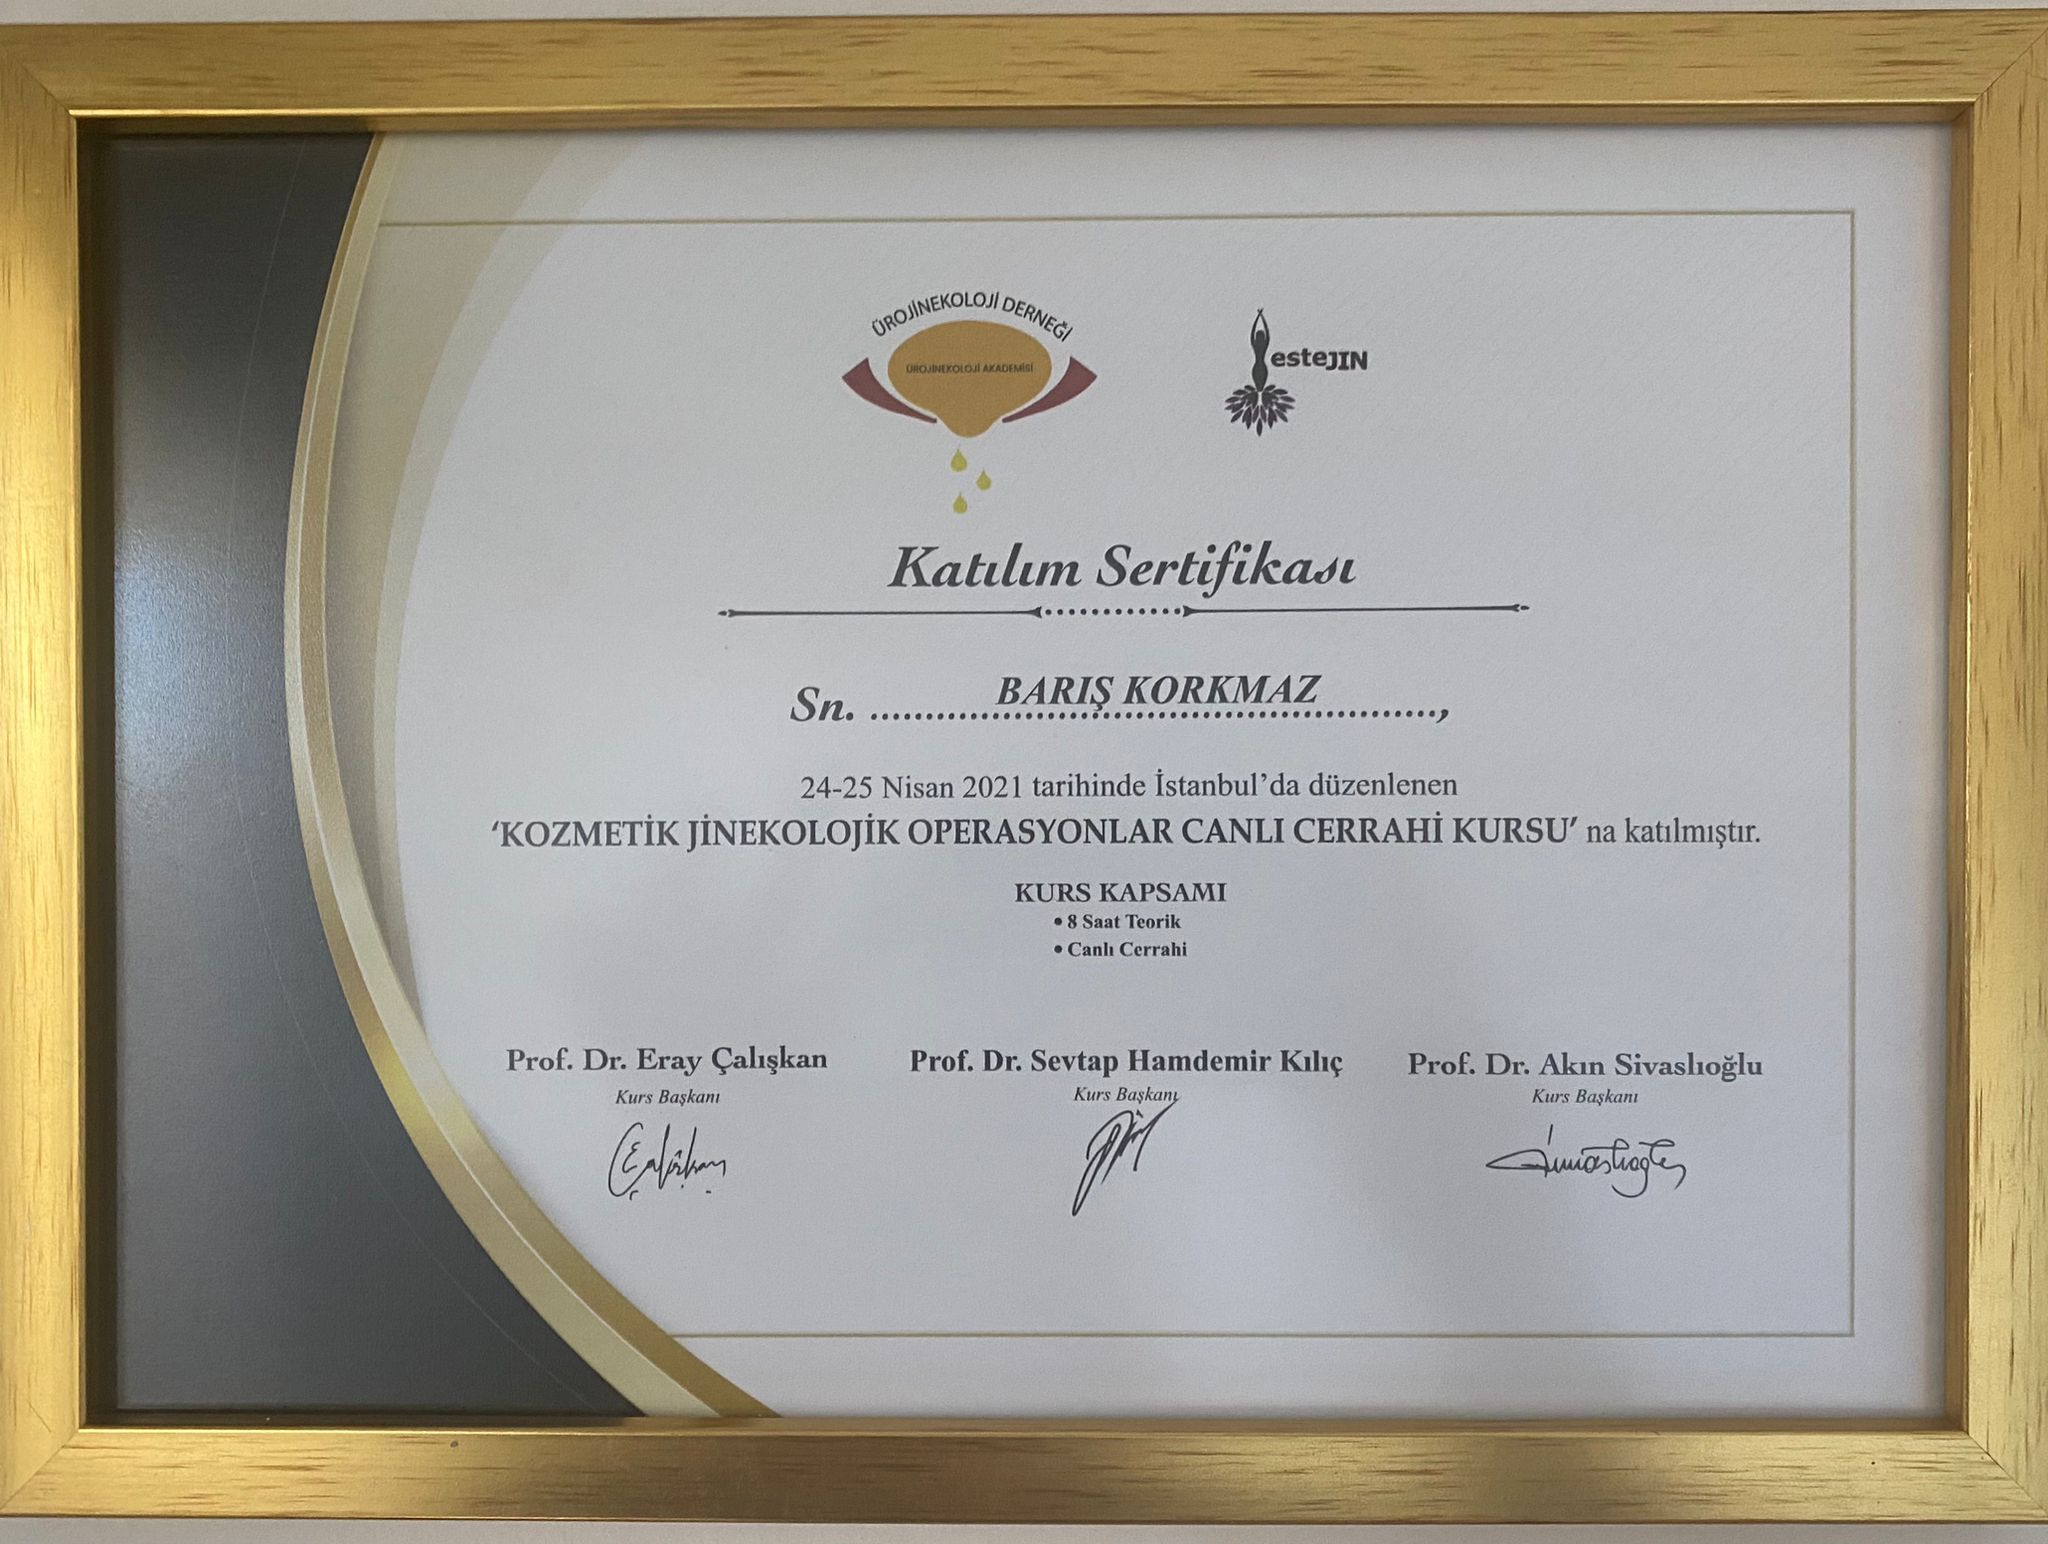 ÜROJİNEKOLOJİ DERNEĞİ
ÜROJİNEKOLOJİ AKADEMİSİ
esteJIN
Katılım Sertifikası
Sn. BARIŞ KORKMAZ,
24-25 Nisan 2021 tarihinde İstanbul'da düzenlenen
‘KOZMETİK JİNEKOLOJİK OPERASYONLAR CANLI CERRAHİ KURSU’ na katılmıştır.
KURS KAPSAMI
• 8 Saat Teorik
• Canlı Cerrahi
Prof. Dr. Eray Çalışkan
Kurs Başkanı
Prof. Dr. Sevtap Hamdemir Kılıç
Kurs Başkanı
Prof. Dr. Akın Sivaslıoğlu
Kurs Başkanı